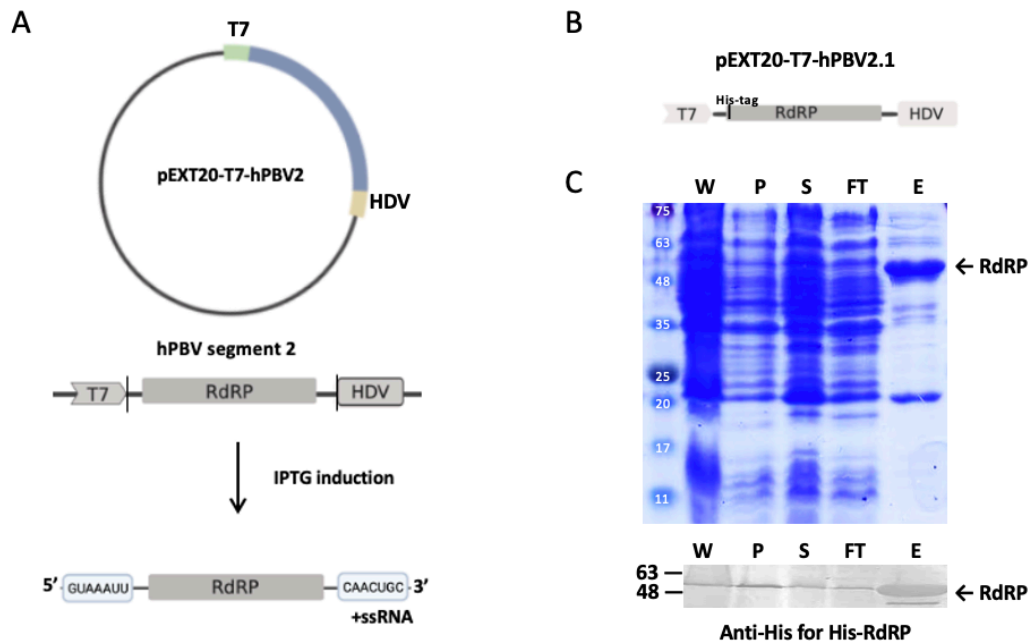 A
T7
pEXT20-T7-hPBV2
HDV
hPBV segment 2
T7 RdRP HDV
IPTG induction
5' GUAAAUU RdRP CAACUGC 3'
+ssRNA
B
pEXT20-T7-hPBV2.1
His-tag
T7 RdRP HDV
C
W P S FT E
75
63
← RdRP
48
35
25
20
17
11
W P S FT E
63
48 ← RdRP
Anti-His for His-RdRP